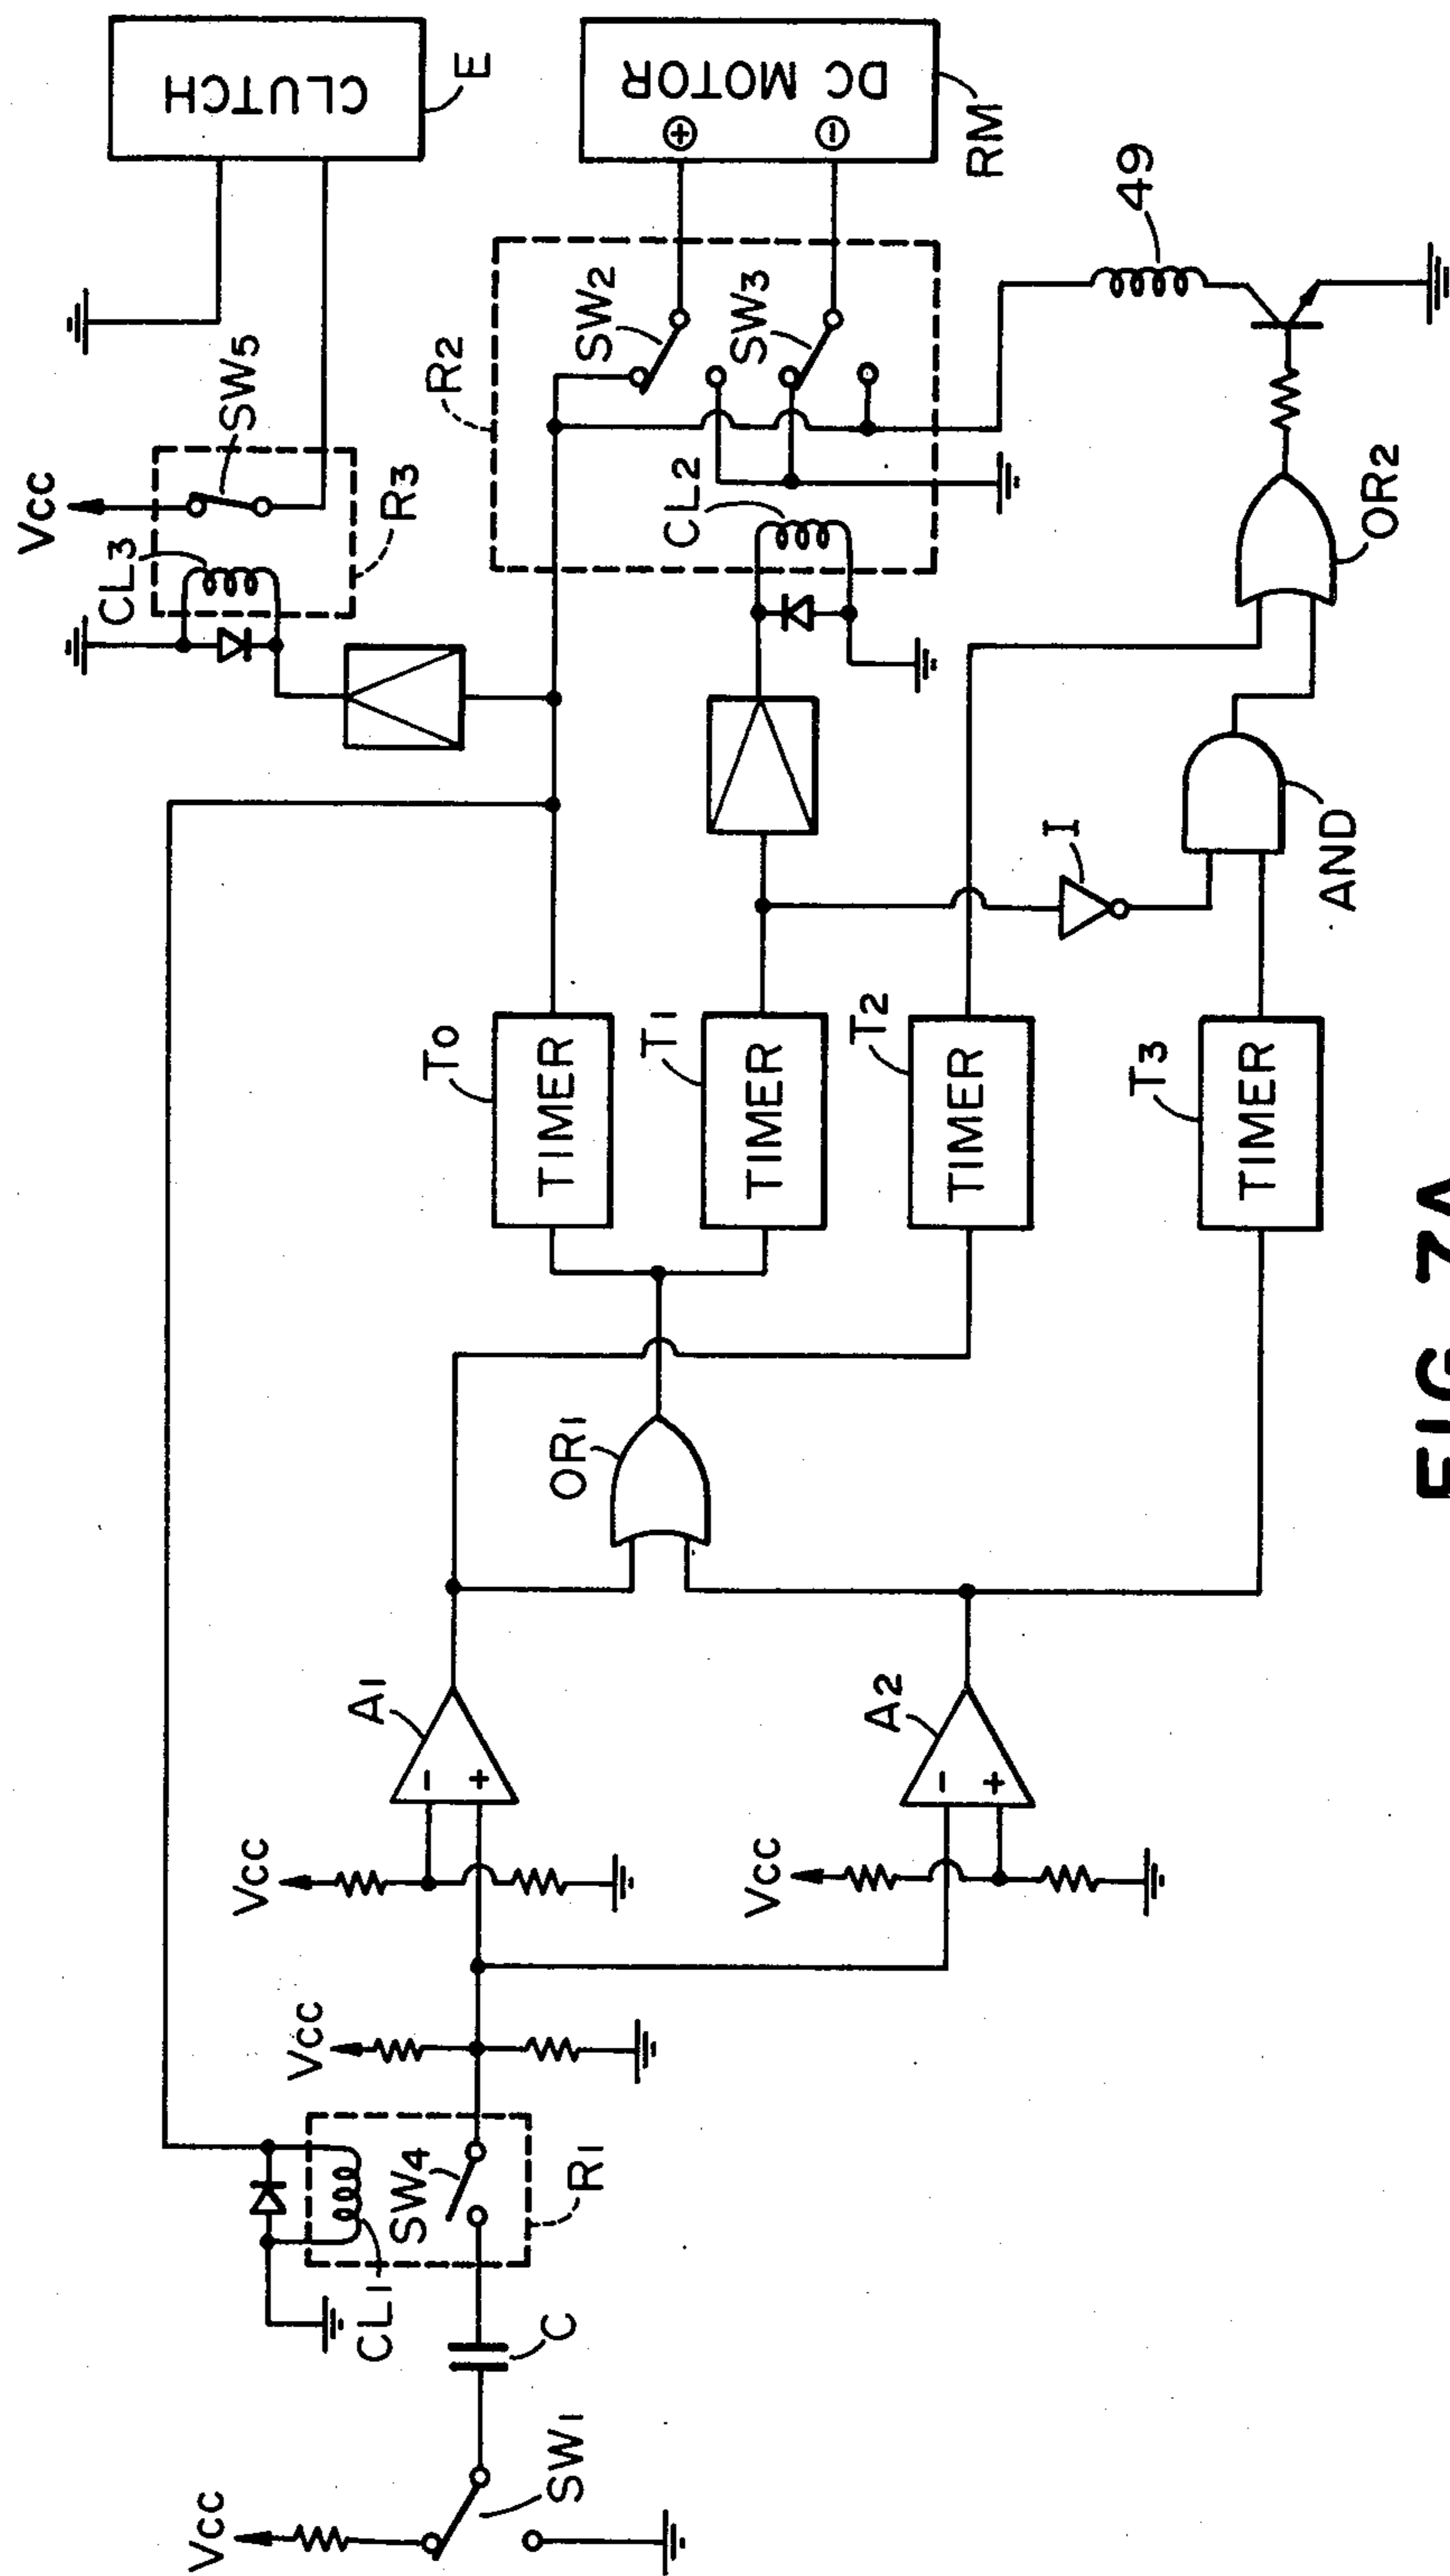 CLUTCH
E
DC MOTOR
+
−
RM
VCC
SW5
R3
CL3
R2
SW2
SW3
CL2
49
OR2
AND
I
T0
TIMER
T1
TIMER
T2
TIMER
T3
TIMER
OR1
A1
−
+
A2
−
+
VCC
VCC
VCC
SW4
R1
CL1
C
SW1
VCC
FIG. 7A